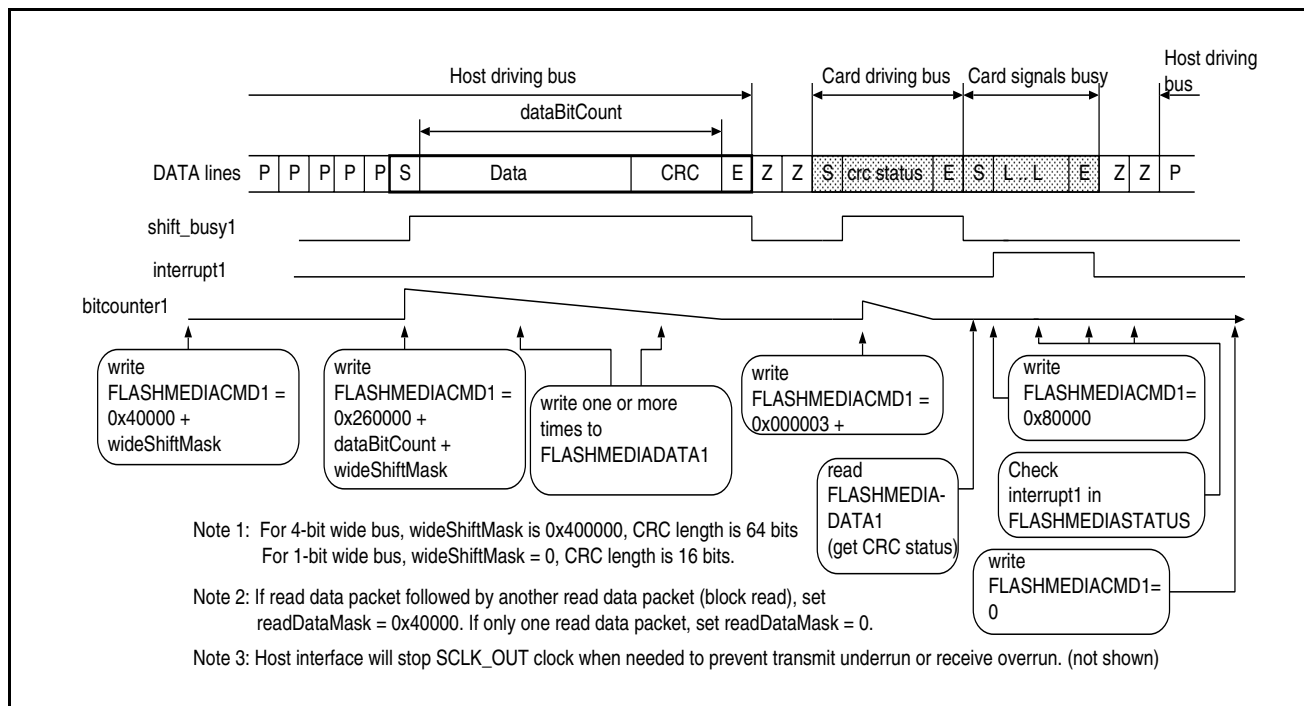 Host driving bus
Card driving bus
Card signals busy
Host driving
bus
dataBitCount
DATA lines P P P P P S Data CRC E Z Z S crc status E S L .. L E Z Z P
shift_busy1
interrupt1
bitcounter1
write
FLASHMEDIACMD1 =
0x40000 +
wideShiftMask
write
FLASHMEDIACMD1 =
0x260000 +
dataBitCount +
wideShiftMask
write one or more
times to
FLASHMEDIADATA1
write
FLASHMEDIACMD1 =
0x000003 +
read
FLASHMEDIA-
DATA1
(get CRC status)
write
FLASHMEDIACMD1=
0x80000
Check
interrupt1 in
FLASHMEDIASTATUS
write
FLASHMEDIACMD1=
0
Note 1: For 4-bit wide bus, wideShiftMask is 0x400000, CRC length is 64 bits
For 1-bit wide bus, wideShiftMask = 0, CRC length is 16 bits.
Note 2: If read data packet followed by another read data packet (block read), set
readDataMask = 0x40000. If only one read data packet, set readDataMask = 0.
Note 3: Host interface will stop SCLK_OUT clock when needed to prevent transmit underrun or receive overrun. (not shown)